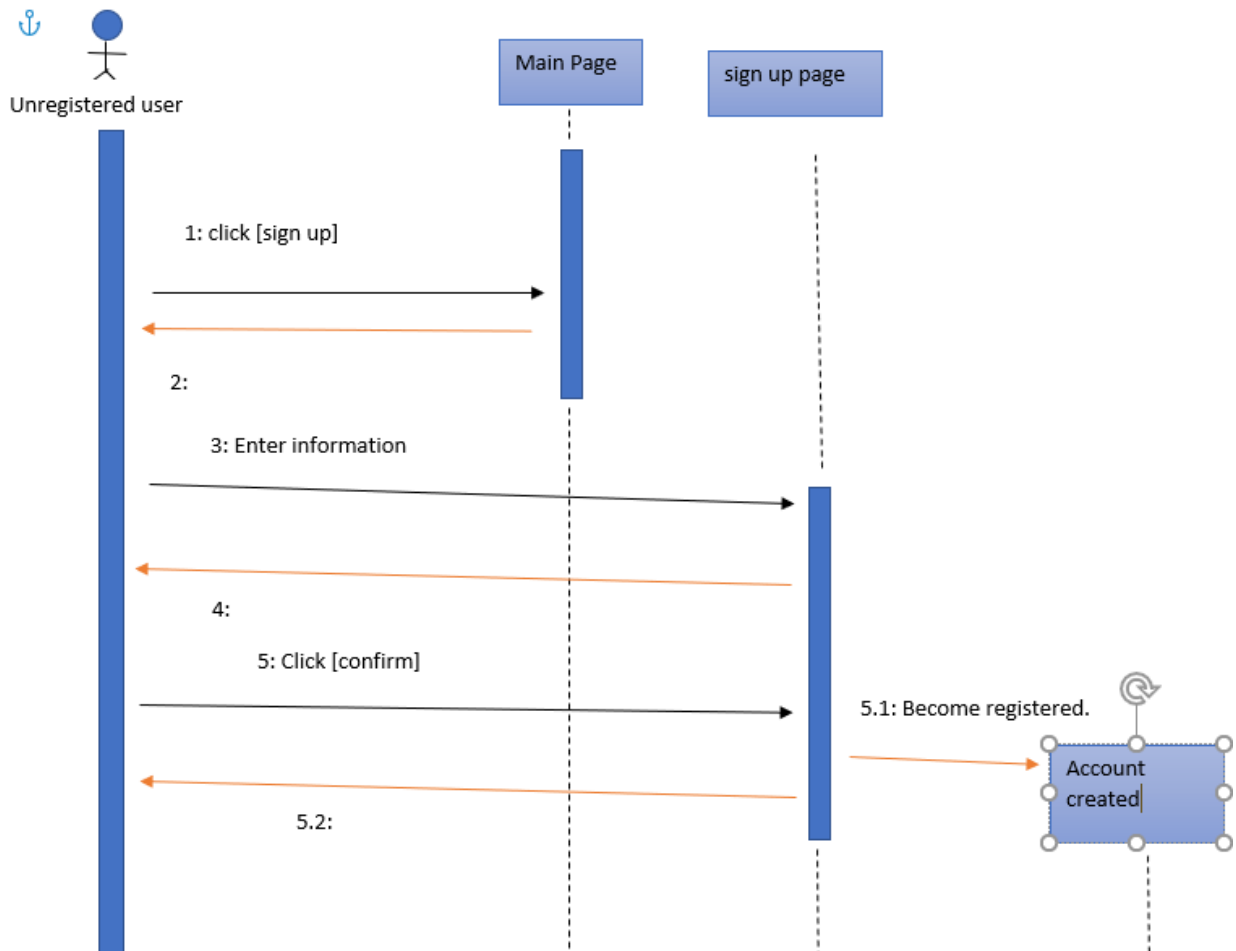 Unregistered user
Main Page
sign up page
1: click [sign up]
2:
3: Enter information
4:
5: Click [confirm]
5.1: Become registered.
Account
created
5.2: